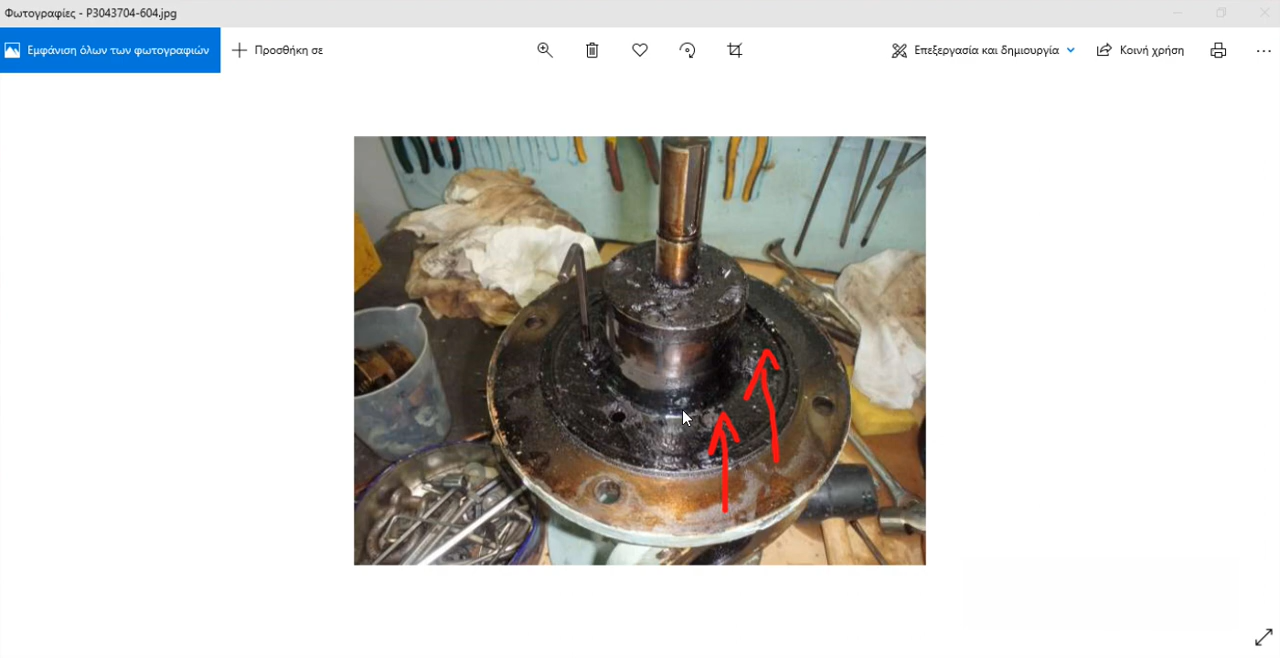 Φωτογραφίες - P3043704-604.jpg
Εμφάνιση όλων των φωτογραφιών
Προσθήκη σε
Επεξεργασία και δημιουργία
Κοινή χρήση